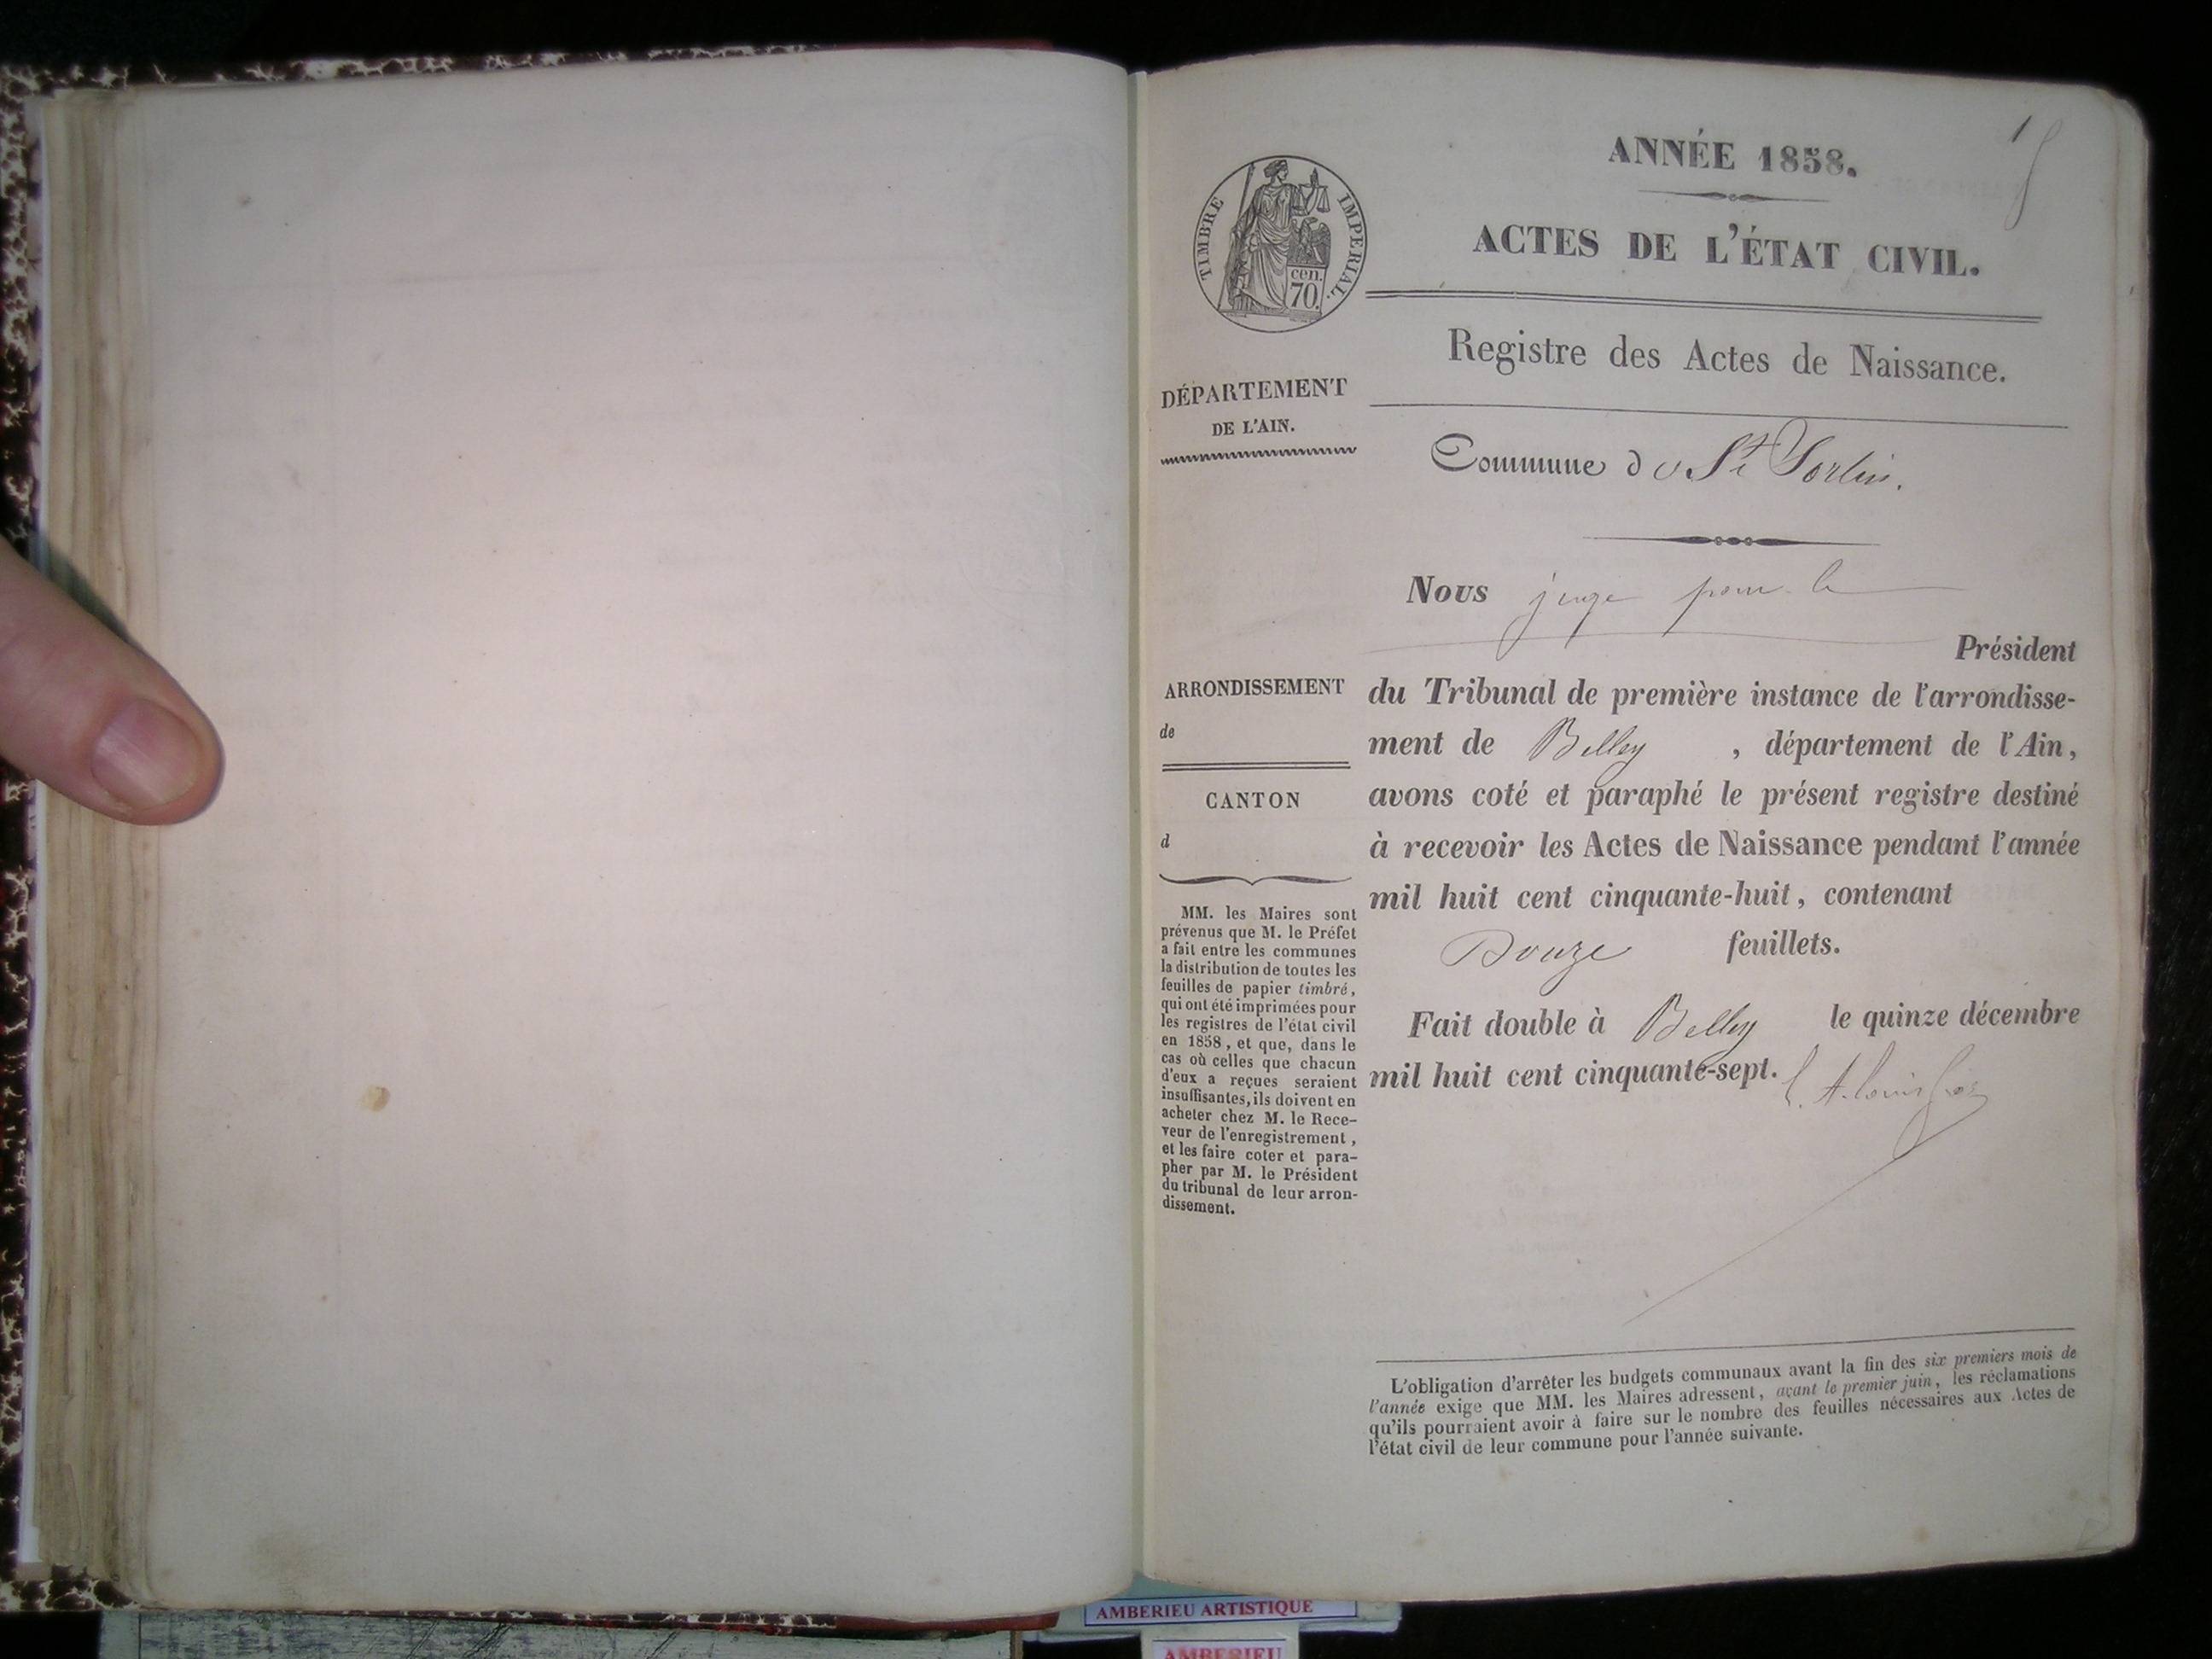 1
ANNÉE 1858.
ACTES DE L'ÉTAT CIVIL.
TIMBRE IMPERIAL.
cen.
70.
Registre des Actes de Naissance.
DÉPARTEMENT
DE L'AIN.
Commune de St Sorlin.
Nous juge pour le
Président
ARRONDISSEMENT
de
CANTON
d
du Tribunal de première instance de l'arrondisse-
ment de Belley , département de l'Ain,
avons coté et paraphé le présent registre destiné
à recevoir les Actes de Naissance pendant l'année
mil huit cent cinquante-huit, contenant
Douze feuillets.
Fait double à Belley le quinze décembre
mil huit cent cinquante-sept.
MM. les Maires sont
prévenus que M. le Préfet
a fait entre les communes
la distribution de toutes les
feuilles de papier timbré,
qui ont été imprimées pour
les registres de l'état civil
en 1858, et que, dans le
cas où celles que chacun
d'eux a reçues seraient
insuffisantes, ils doivent en
acheter chez M. le Rece-
veur de l'enregistrement,
et les faire coter et para-
pher par M. le Président
du tribunal de leur arron-
dissement.
L'obligation d'arrêter les budgets communaux avant la fin des six premiers mois de
l'année exige que MM. les Maires adressent, avant le premier juin, les réclamations
qu'ils pourraient avoir à faire sur le nombre des feuilles nécessaires aux Actes de
l'état civil de leur commune pour l'année suivante.
AMBERIEU ARTISTIQUE
AMBERIEU